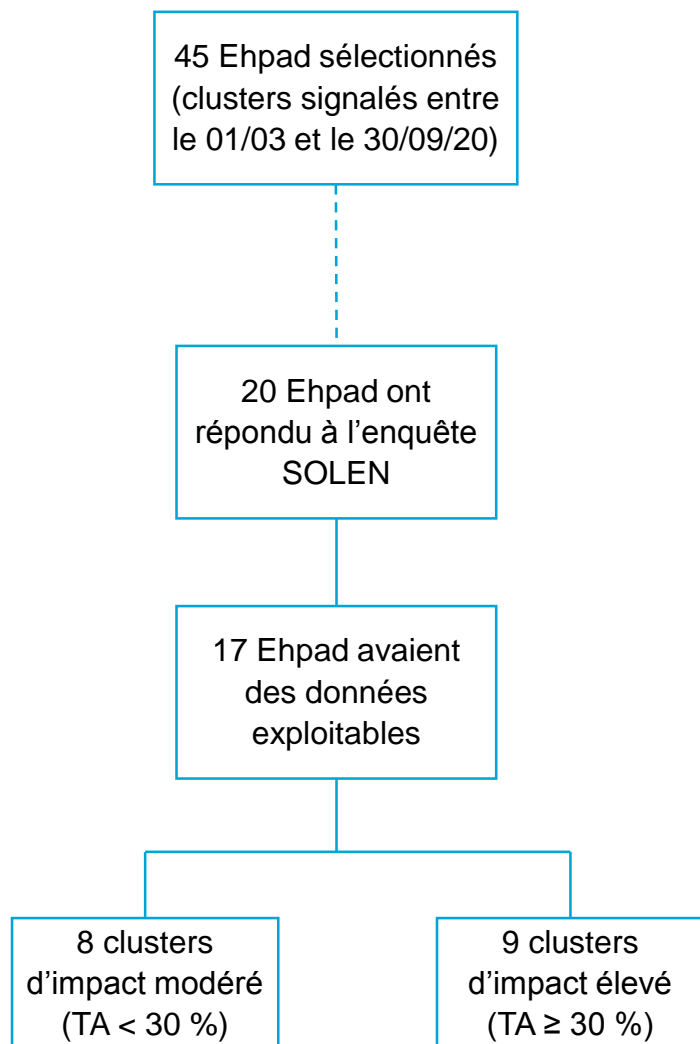 45 Ehpad sélectionnés
(clusters signalés entre
le 01/03 et le 30/09/20)
20 Ehpad ont
répondu à l’enquête
SOLEN
17 Ehpad avaient
des données
exploitables
8 clusters
d’impact modéré
(TA < 30 %)
9 clusters
d’impact élevé
(TA ≥ 30 %)